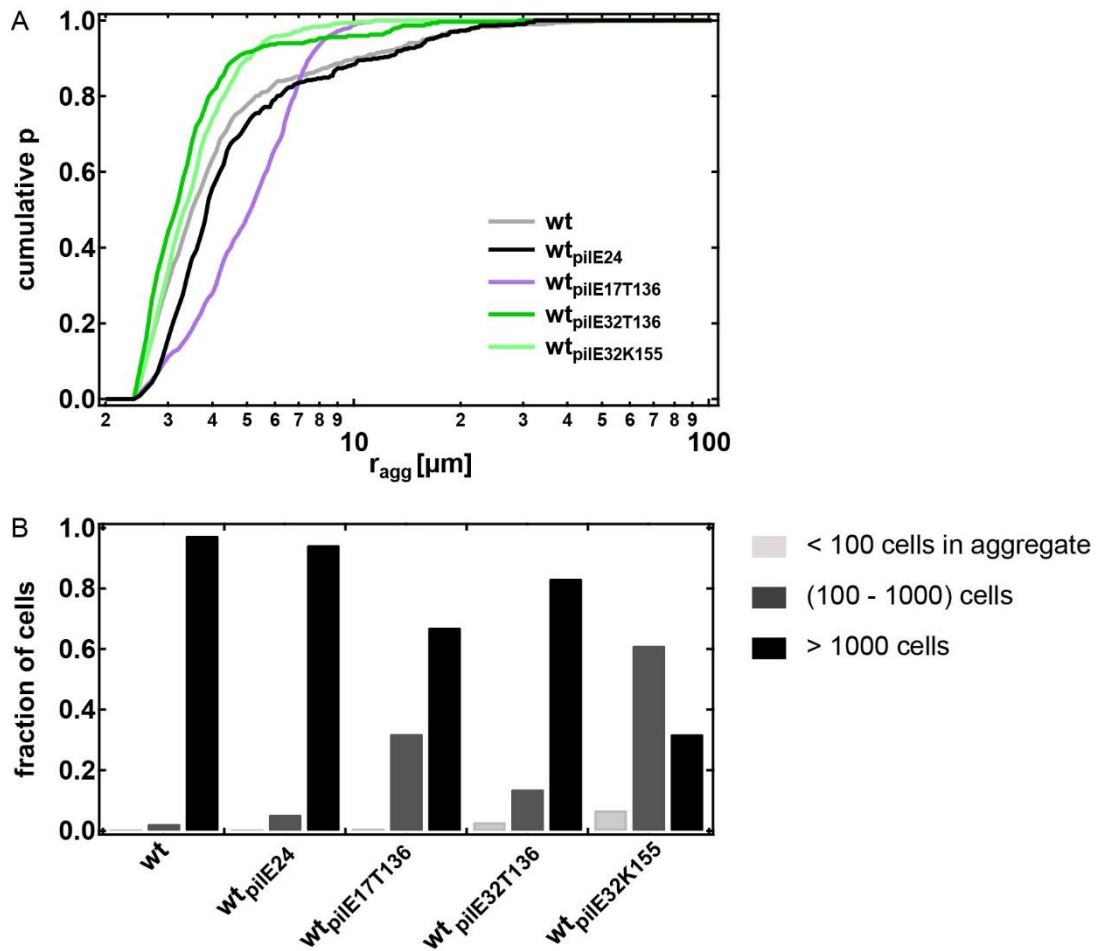 A
1.0
0.8
0.6
0.4
0.2
0.0
cumulative p
wt
wtpilE24
wtpilE17T136
wtpilE32T136
wtpilE32K155
2 3 4 5 6 7 8 9 10 2 3 4 5 6 7 8 9 100
ragg [µm]
B
1.0
0.8
0.6
0.4
0.2
0.0
fraction of cells
wt
wtpilE24
wtpilE17T136
wt pilE32T136
wtpilE32K155
< 100 cells in aggregate
(100 - 1000) cells
> 1000 cells